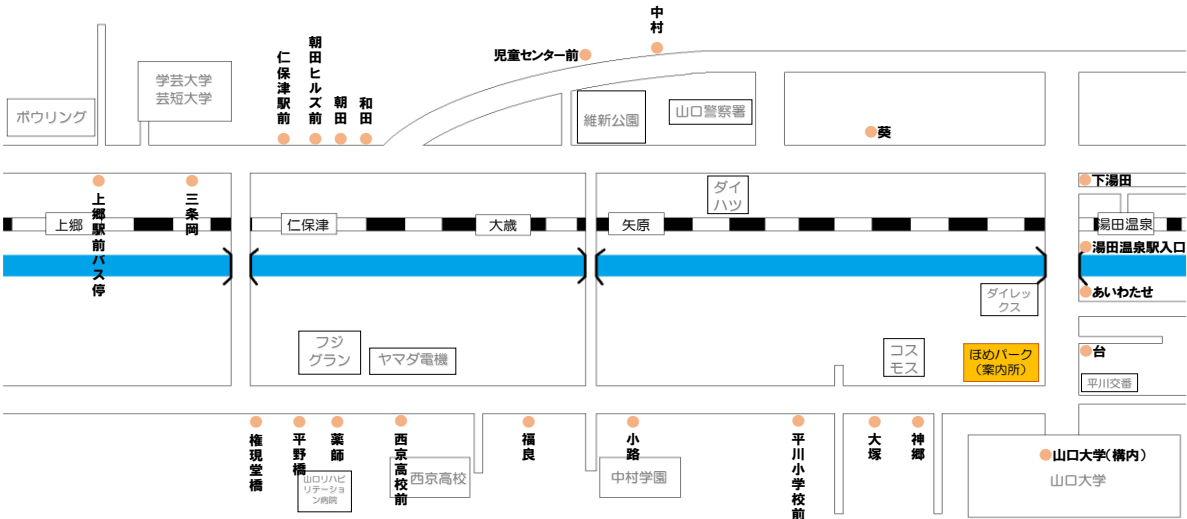 中村
児童センター前
仁保津駅前
朝田ヒルズ前
朝田
和田
学芸大学
芸短大学
ボウリング
維新公園
山口警察署
葵
上郷駅前バス停
三条岡
ダイ
ハツ
下湯田
上郷
仁保津
大歳
矢原
湯田温泉
湯田温泉駅入口
あいわたせ
ダイレッ
クス
フジ
グラン
ヤマダ電機
コス
モス
ほめパーク
（案内所）
台
平川交番
権現堂橋
平野橋
薬師
西京高校前
福良
小路
平川小学校前
大塚
神郷
山口リハビ
リテーショ
ン病院
西京高校
中村学園
山口大学（構内）
山口大学